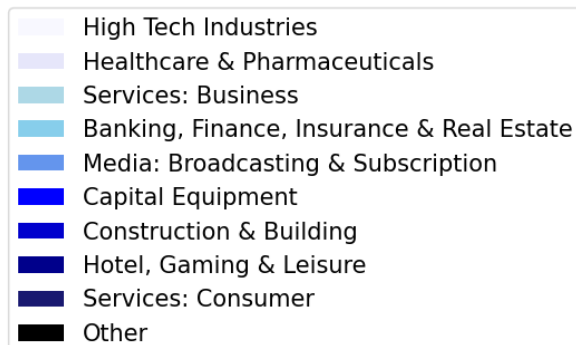 High Tech Industries
Healthcare & Pharmaceuticals
Services: Business
Banking, Finance, Insurance & Real Estate
Media: Broadcasting & Subscription
Capital Equipment
Construction & Building
Hotel, Gaming & Leisure
Services: Consumer
Other